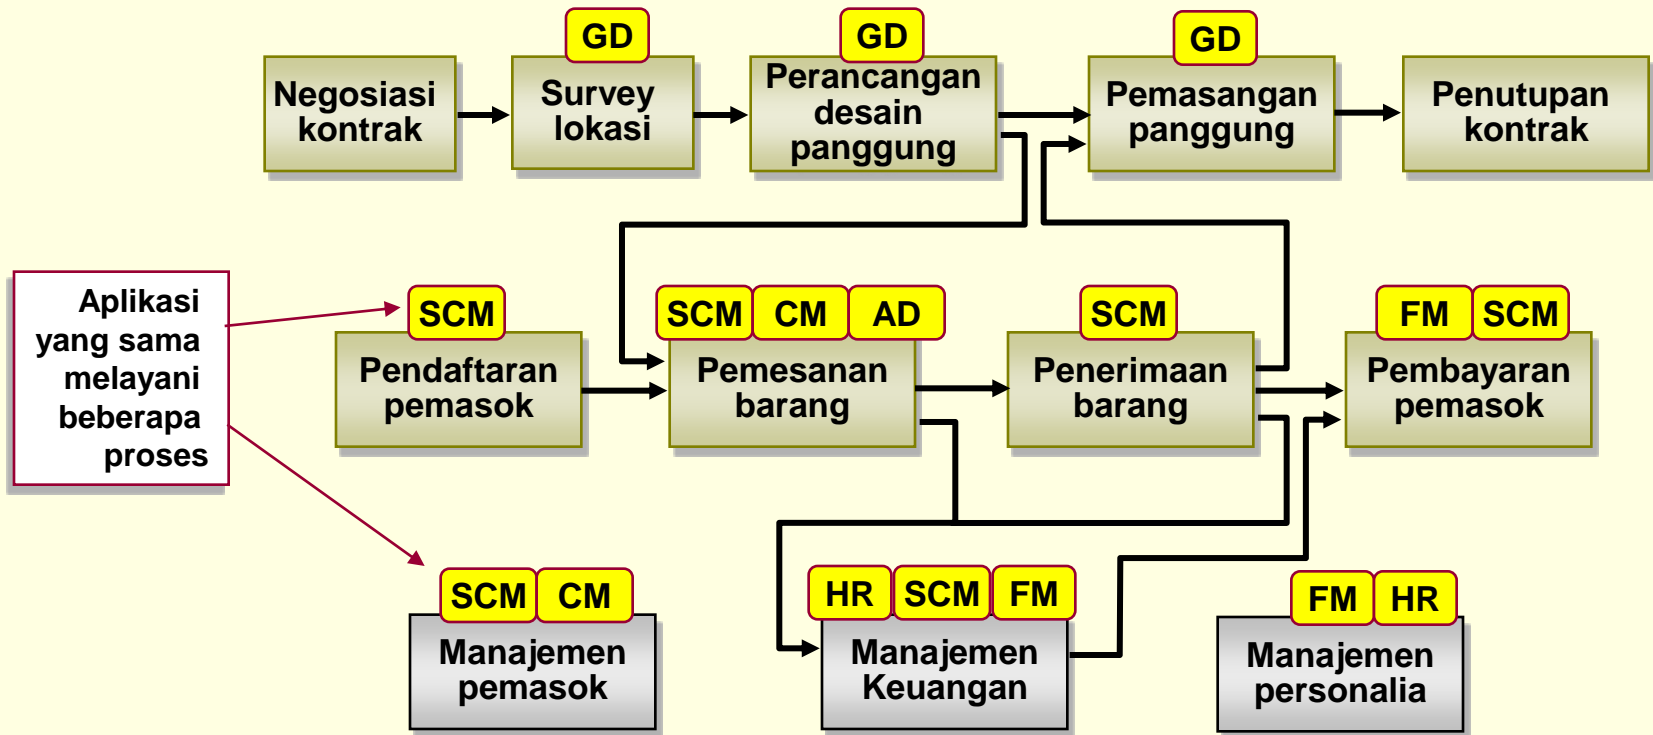 GD
GD
GD
Negosiasi
kontrak
Survey
lokasi
Perancangan
desain
panggung
Pemasangan
panggung
Penutupan
kontrak
Aplikasi
yang sama
melayani
beberapa
proses
SCM
Pendaftaran
pemasok
SCM CM AD
Pemesanan
barang
SCM
Penerimaan
barang
FM SCM
Pembayaran
pemasok
SCM CM
Manajemen
pemasok
HR SCM FM
Manajemen
Keuangan
FM HR
Manajemen
personalia